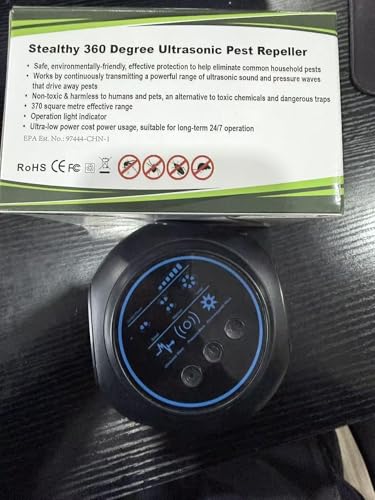 Stealthy 360 Degree Ultrasonic Pest Repeller
• Safe, environmentally-friendly, effective protection to help eliminate common household pests
• Works by continuously transmitting a powerful range of ultrasonic sound and pressure waves
that drive away pests
• Non-toxic & harmless to humans and pets, an alternative to toxic chemicals and dangerous traps
• 370 square metre effective range
• Operation light indicator
• Ultra-low power cost power usage, suitable for long-term 24/7 operation
EPA Est. No.: 97444-CHN-1
RoHS CE FC